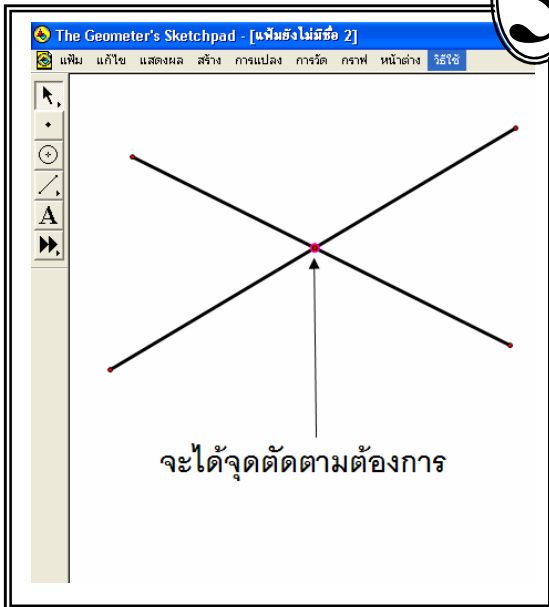 The Geometer's Sketchpad - [แฟ้มยังไม่มีชื่อ 2]
แฟ้ม แก้ไข แสดงผล สร้าง การแปลง การวัด กราฟ หน้าต่าง วิธีใช้
A
จะได้จุดตัดตามต้องการ